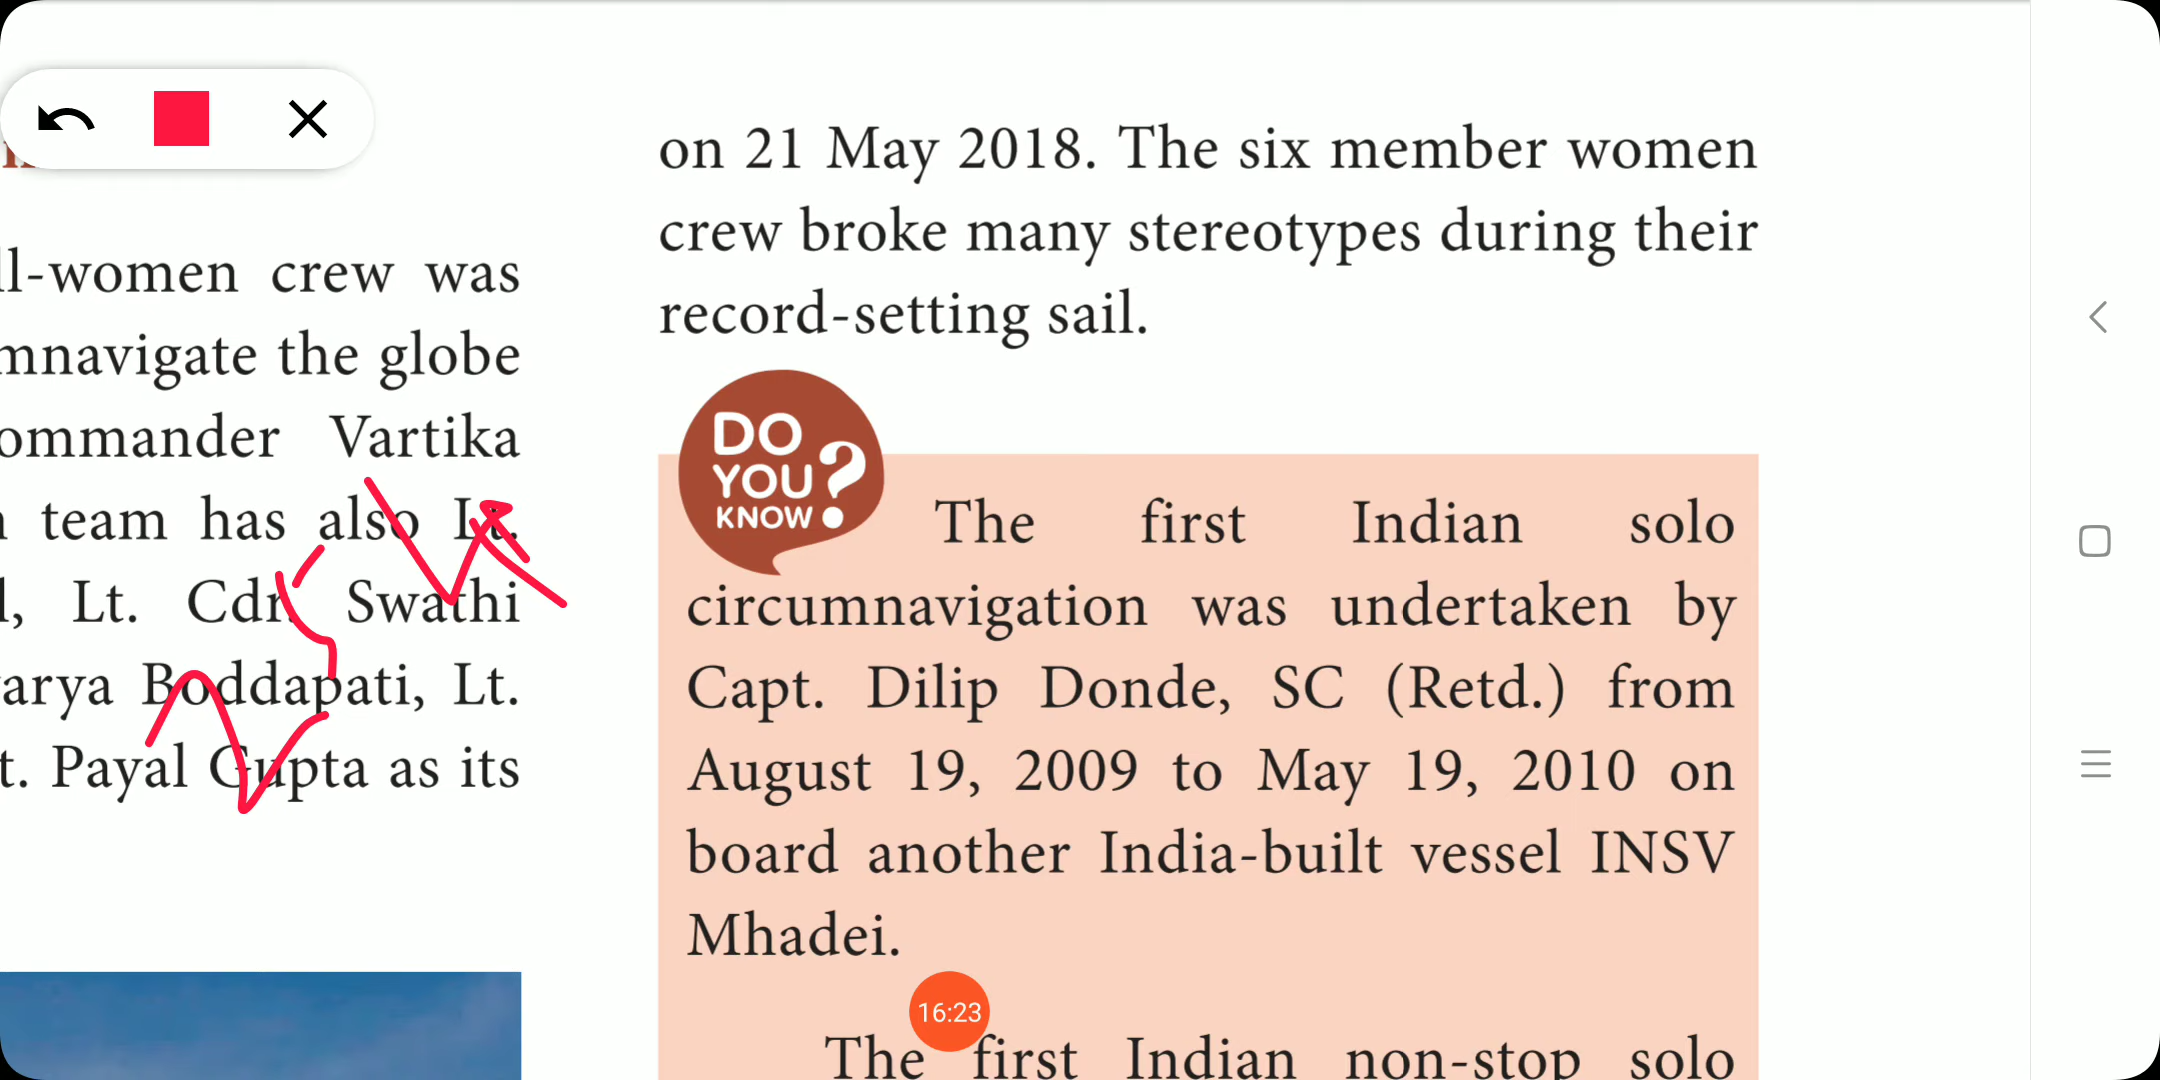 ll-women crew was
mnavigate the globe
ommander Vartika
team has also Lt.
l, Lt. Cdr. Swathi
arya Boddapati, Lt.
t. Payal Gupta as its
on 21 May 2018. The six member women
crew broke many stereotypes during their
record-setting sail.
DO
YOU?
KNOW
The first Indian solo
circumnavigation was undertaken by
Capt. Dilip Donde, SC (Retd.) from
August 19, 2009 to May 19, 2010 on
board another India-built vessel INSV
Mhadei.
16:23
The first Indian non-stop solo